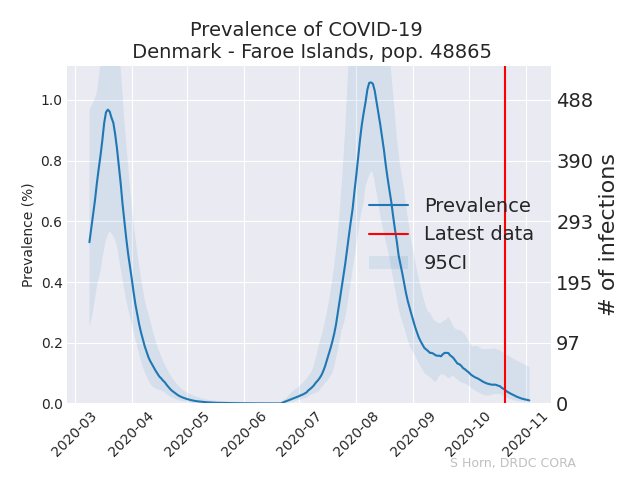 Prevalence of COVID-19
Denmark - Faroe Islands, pop. 48865
Prevalence (%)
1.0
0.8
0.6
0.4
0.2
0.0
488
390
293
195
97
0
# of infections
Prevalence
Latest data
95CI
2020-03
2020-04
2020-05
2020-06
2020-07
2020-08
2020-09
2020-10
2020-11
S Horn, DRDC CORA